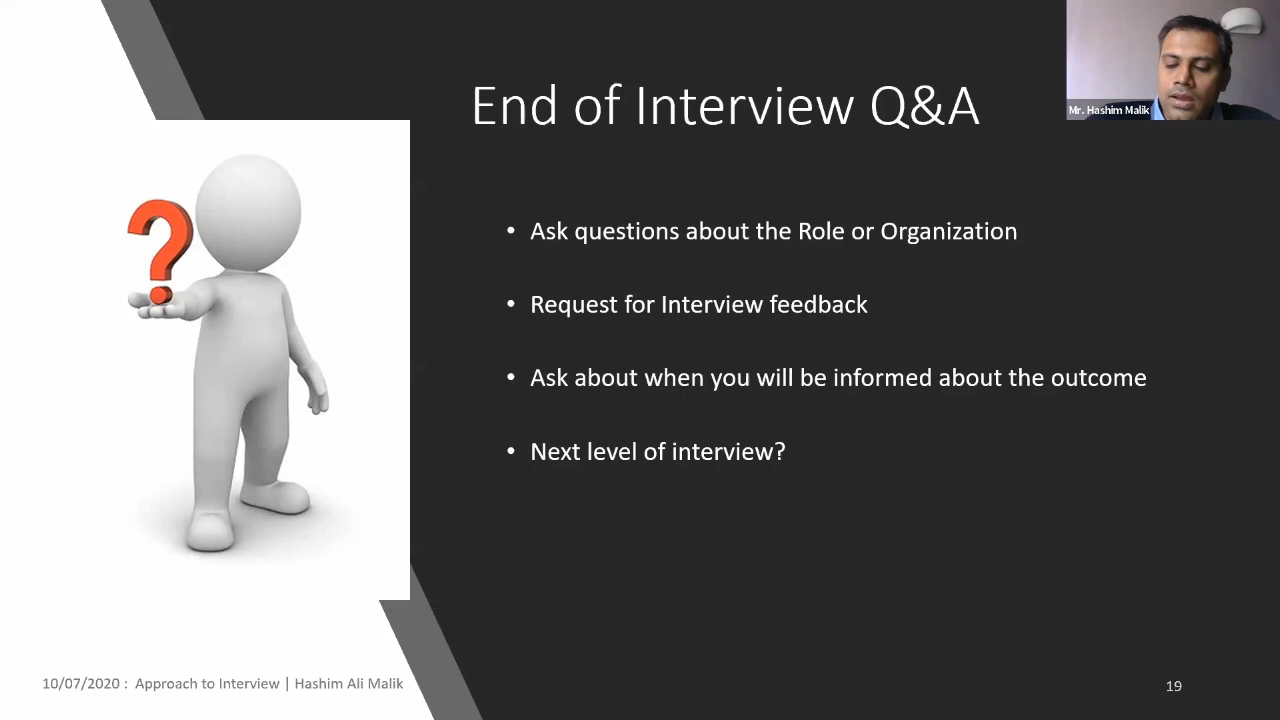 End of Interview Q&A
Mr. Hashim Malik
• Ask questions about the Role or Organization
• Request for Interview feedback
• Ask about when you will be informed about the outcome
• Next level of interview?
10/07/2020 : Approach to Interview | Hashim Ali Malik
19